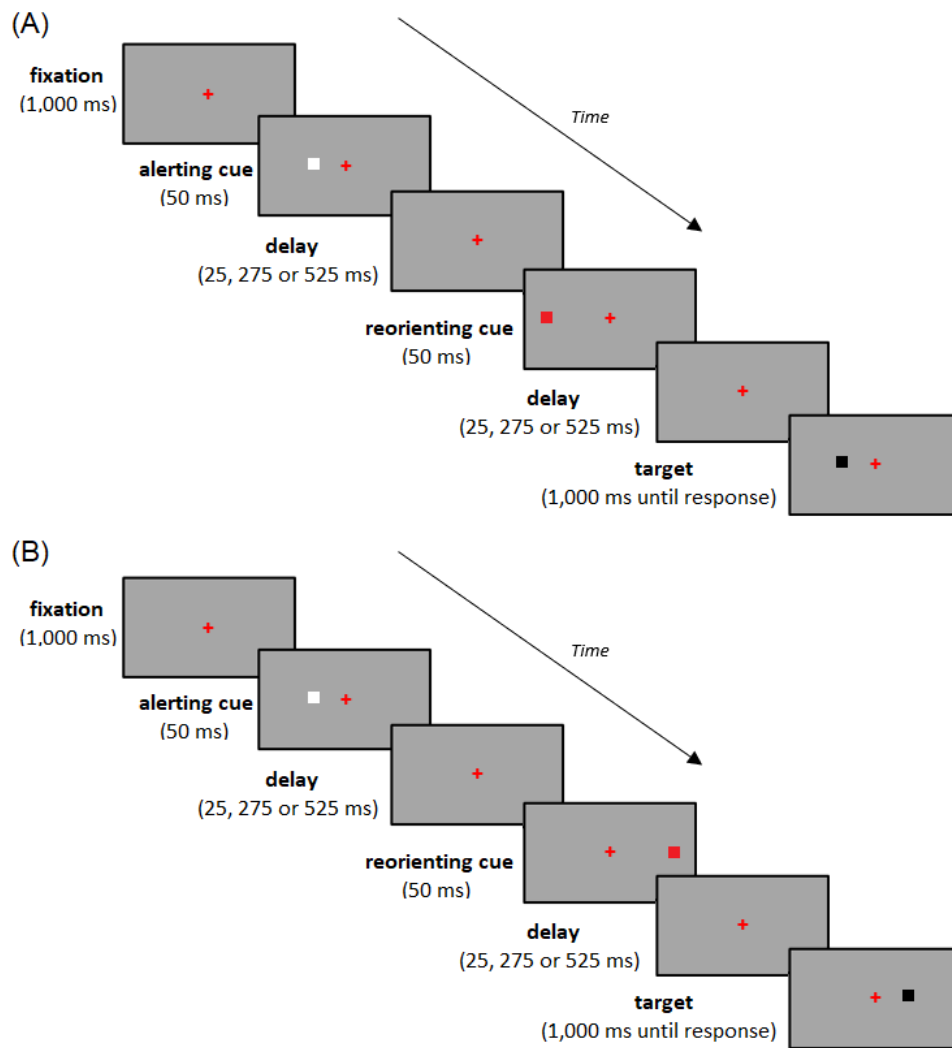 (A)
fixation
(1,000 ms)
Time
alerting cue
(50 ms)
delay
(25, 275 or 525 ms)
reorienting cue
(50 ms)
delay
(25, 275 or 525 ms)
target
(1,000 ms until response)
(B)
fixation
(1,000 ms)
Time
alerting cue
(50 ms)
delay
(25, 275 or 525 ms)
reorienting cue
(50 ms)
delay
(25, 275 or 525 ms)
target
(1,000 ms until response)